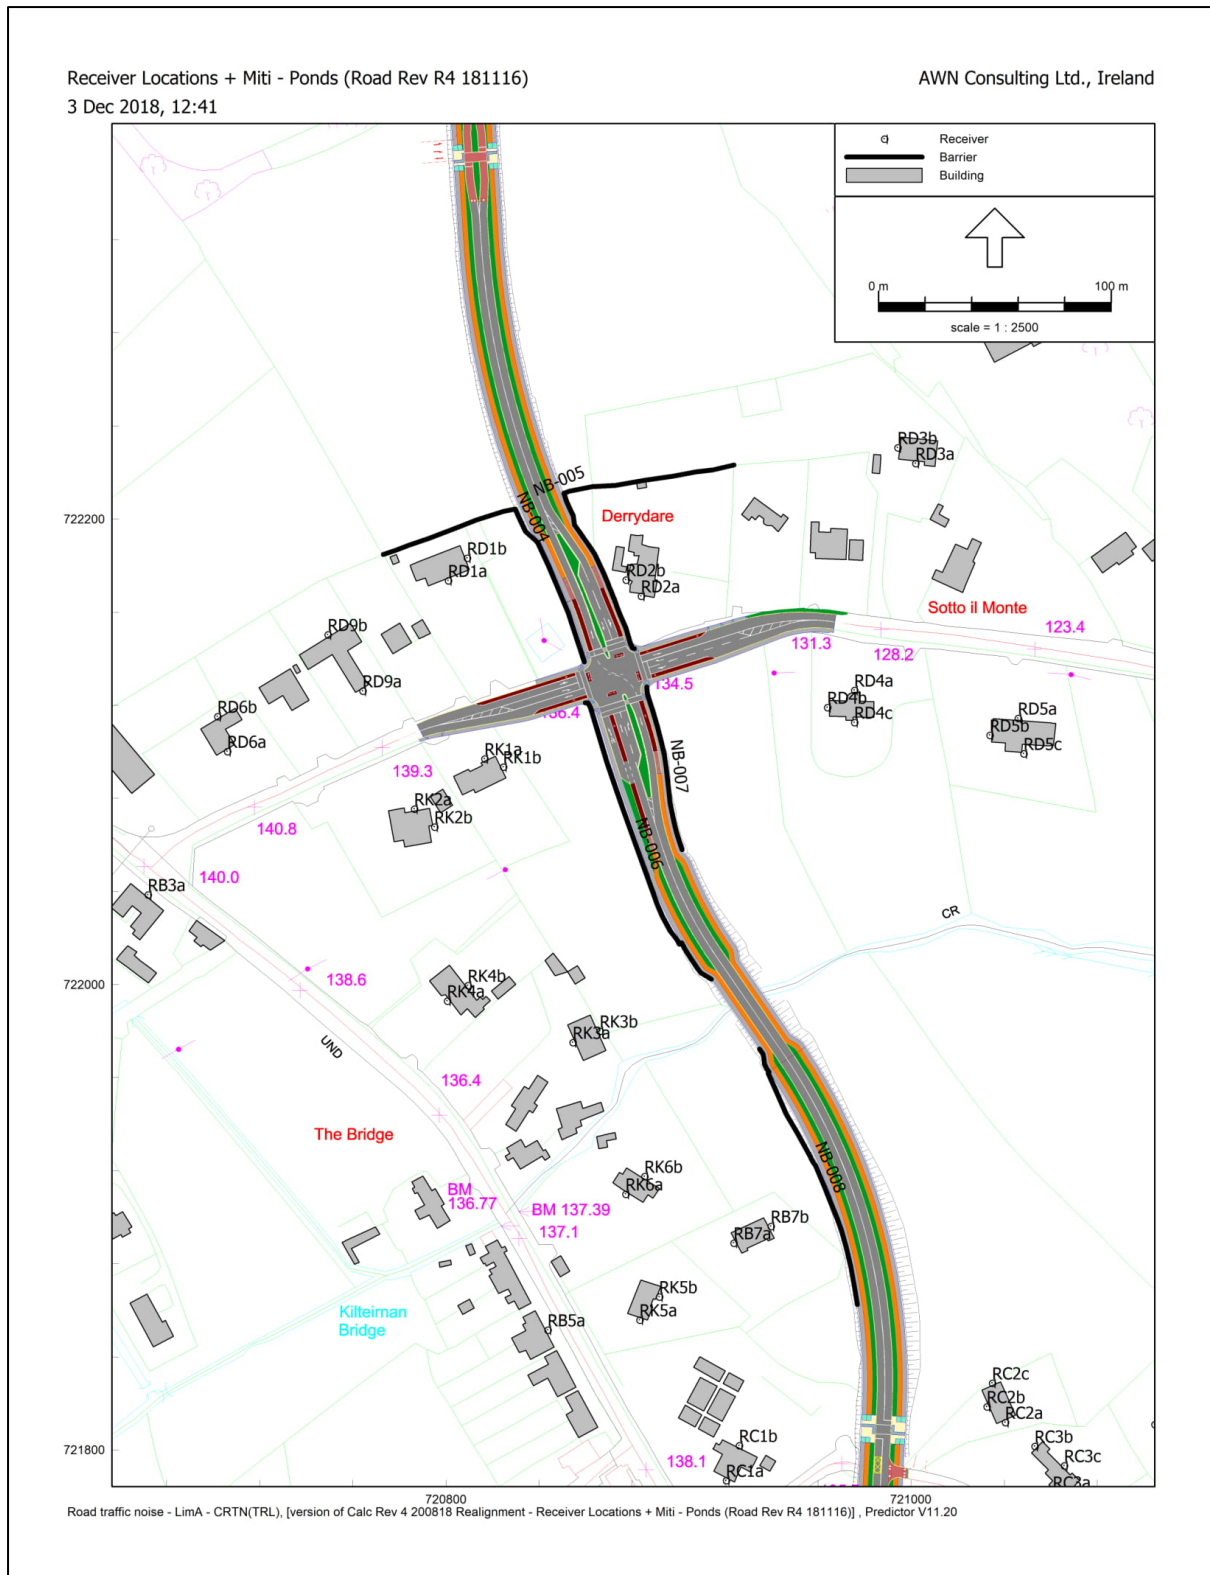 Receiver Locations + Miti - Ponds (Road Rev R4 181116)
AWN Consulting Ltd., Ireland
3 Dec 2018, 12:41
Receiver
Barrier
Building
0 m
100 m
scale = 1 : 2500
RD3b
RD3a
NB-005
NB-004
722200
Derrydare
RD1b
RD1a
RD2b
RD2a
Sotto il Monte
RD9b
123.4
131.3
128.2
RD9a
134.5
RD4a
RD4b
RD4c
RD6b
136.4
RD5a
RD5b
RD6a
RD5c
RK1a
RK1b
139.3
NB-007
RK2a
RK2b
140.8
NB-006
140.0
RB3a
CR
138.6
RK4b
722000
RK4a
RK3b
RK3a
UND
136.4
The Bridge
NB-008
RK6b
RK6a
BM
136.77
BM 137.39
137.1
RB7b
RB7a
RK5b
RK5a
Kilteirnan
Bridge
RB5a
RC2c
RC2b
RC2a
RC1b
RC3b
721800
138.1
RC3c
RC1a
RC3a
720800
721000
Road traffic noise - LimA - CRTN(TRL), [version of Calc Rev 4 200818 Realignment - Receiver Locations + Miti - Ponds (Road Rev R4 181116)] , Predictor V11.20